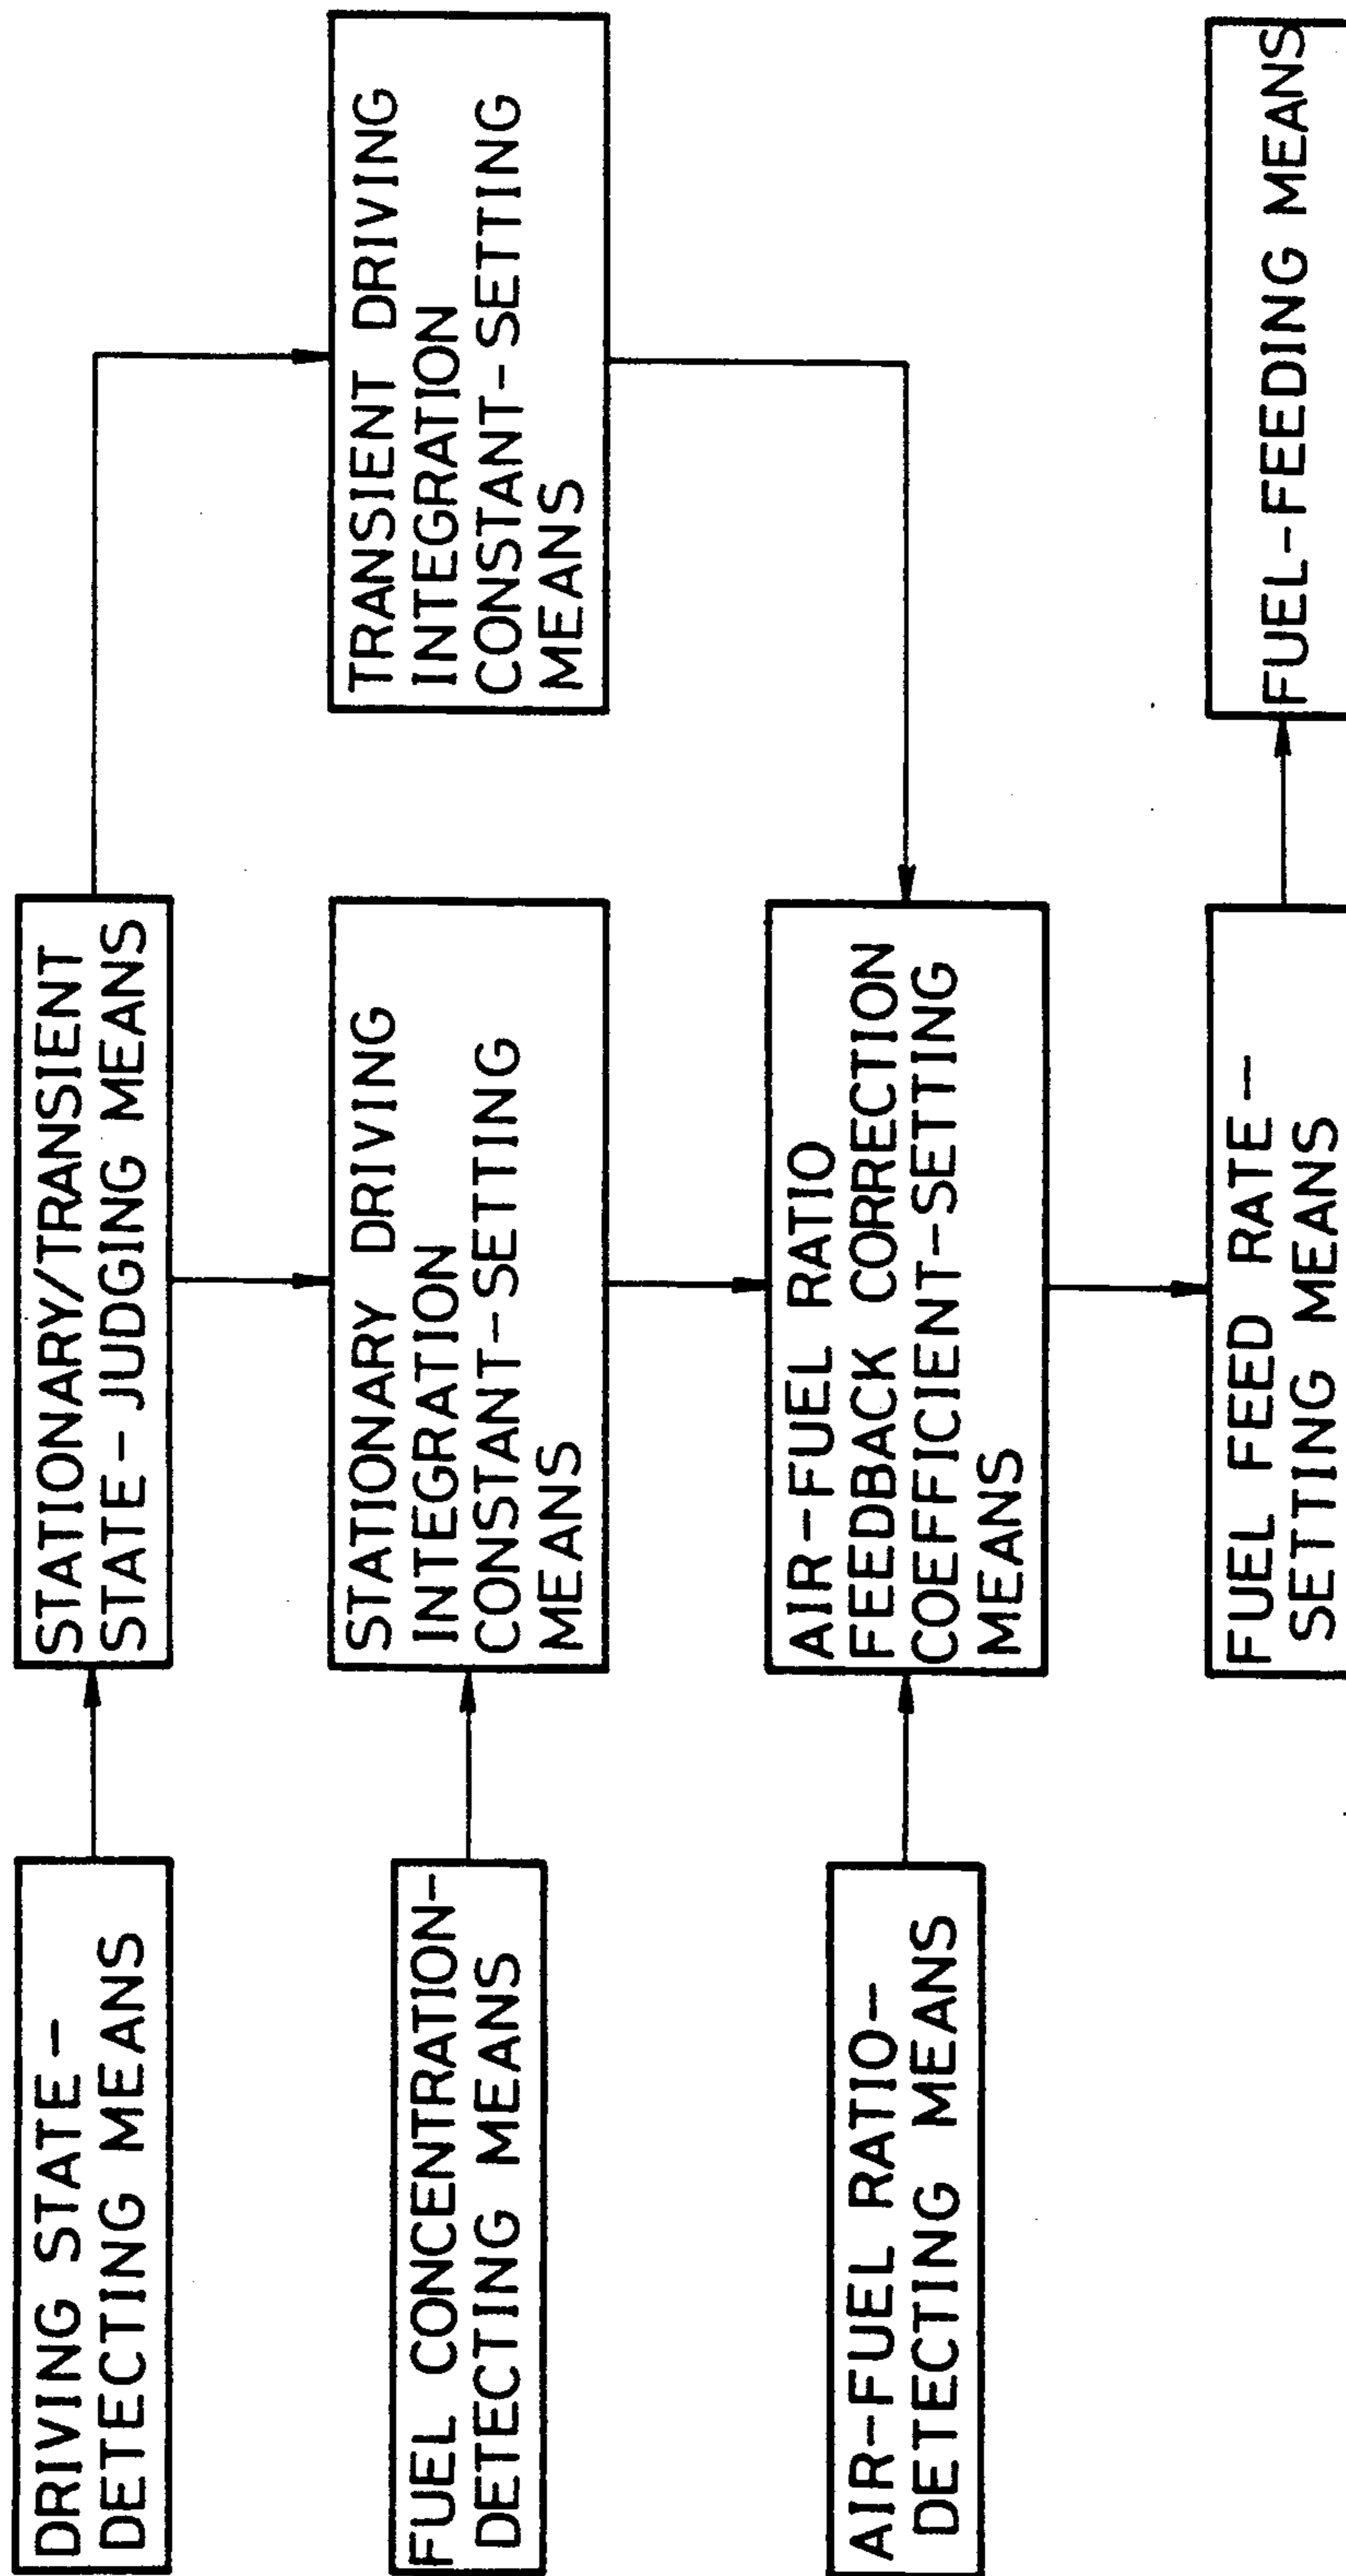 DRIVING STATE-
DETECTING MEANS
STATIONARY/TRANSIENT
STATE-JUDGING MEANS
FUEL CONCENTRATION-
DETECTING MEANS
STATIONARY DRIVING
INTEGRATION
CONSTANT-SETTING
MEANS
TRANSIENT DRIVING
INTEGRATION
CONSTANT-SETTING
MEANS
AIR-FUEL RATIO-
DETECTING MEANS
AIR-FUEL RATIO
FEEDBACK CORRECTION
COEFFICIENT-SETTING
MEANS
FUEL FEED RATE-
SETTING MEANS
FUEL-FEEDING MEANS